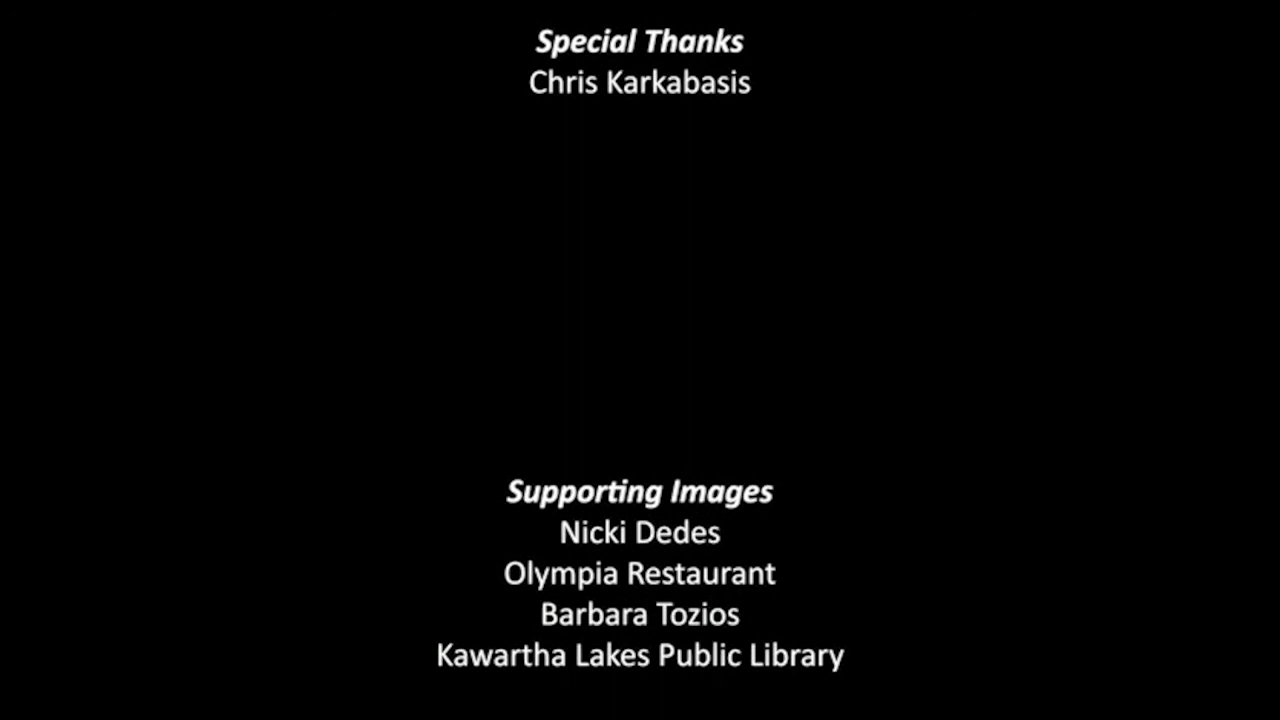 Special Thanks
Chris Karkabasis
Supporting Images
Nicki Dedes
Olympia Restaurant
Barbara Tozios
Kawartha Lakes Public Library